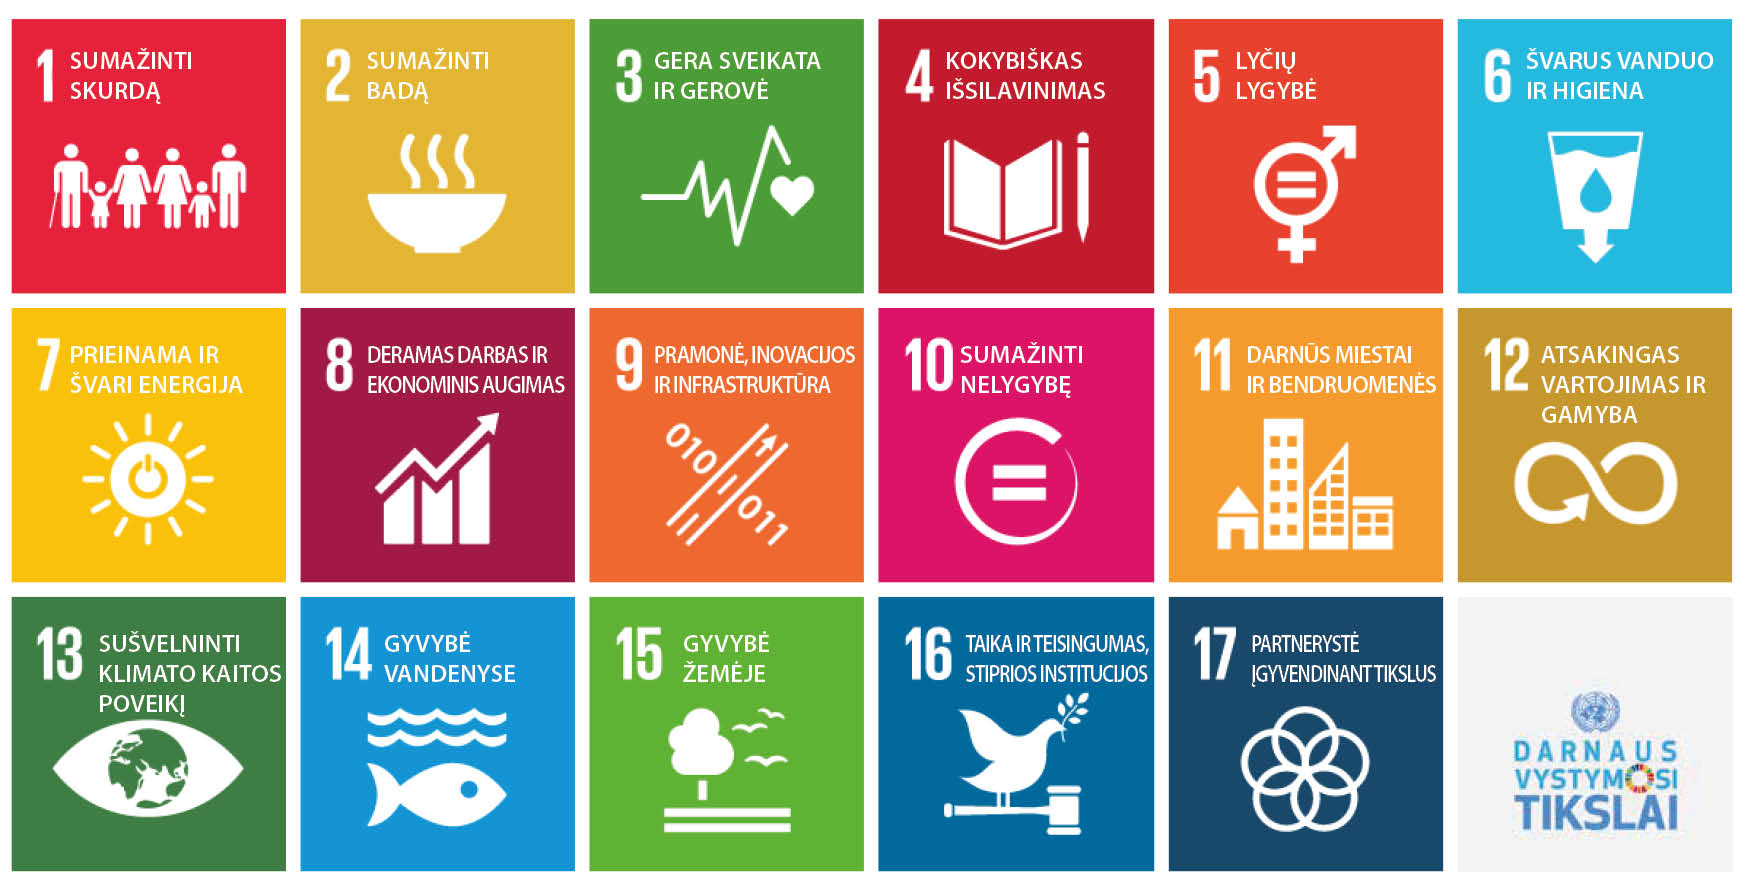 1 SUMAŽINTI
SKURDĄ
2 SUMAŽINTI
BADĄ
3 GERA SVEIKATA
IR GEROVĖ
4 KOKYBIŠKAS
IŠSILAVINIMAS
5 LYČIŲ
LYGYBĖ
6 ŠVARUS VANDUO
IR HIGIENA
7 PRIEINAMA IR
ŠVARI ENERGIJA
8 DERAMAS DARBAS IR
EKONOMINIS AUGIMAS
9 PRAMONĖ, INOVACIJOS
IR INFRASTRUKTŪRA
010
011
10 SUMAŽINTI
NELYGYBĘ
11 DARNŪS MIESTAI
IR BENDRUOMENĖS
12 ATSAKINGAS
VARTOJIMAS IR
GAMYBA
13 SUŠVELNINTI
KLIMATO KAITOS
POVEIKĮ
14 GYVYBĖ
VANDENYSE
15 GYVYBĖ
ŽEMĖJE
16 TAIKA IR TEISINGUMAS,
STIPRIOS INSTITUCIJOS
17 PARTNERYSTĖ
ĮGYVENDINANT TIKSLUS
DARNAUS
VYSTYMOSI
TIKSLAI